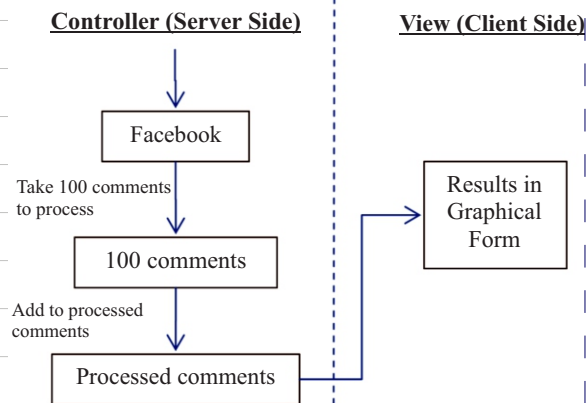 Controller (Server Side)
View (Client Side)
Facebook
Take 100 comments
to process
Results in
Graphical
Form
100 comments
Add to processed
comments
Processed comments